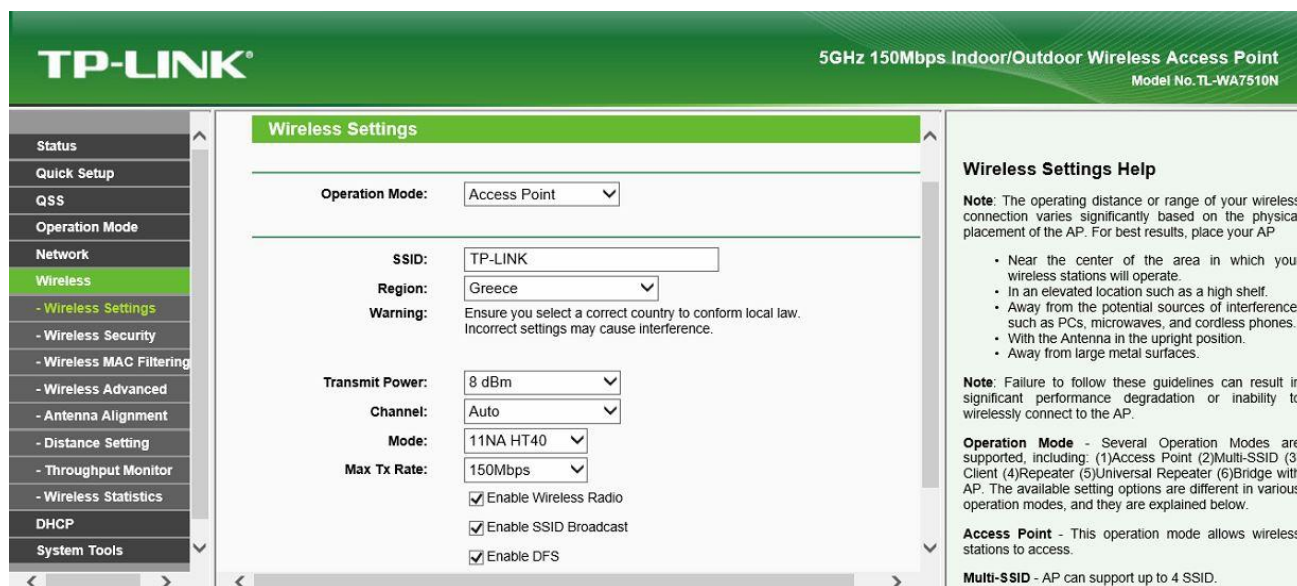 TP-LINK®
5GHz 150Mbps Indoor/Outdoor Wireless Access Point
Model No.TL-WA7510N
Status
Quick Setup
QSS
Operation Mode
Network
Wireless
- Wireless Settings
- Wireless Security
- Wireless MAC Filtering
- Wireless Advanced
- Antenna Alignment
- Distance Setting
- Throughput Monitor
- Wireless Statistics
DHCP
System Tools
Wireless Settings
Operation Mode: Access Point
SSID: TP-LINK
Region: Greece
Warning: Ensure you select a correct country to conform local law.
Incorrect settings may cause interference.
Transmit Power: 8 dBm
Channel: Auto
Mode: 11NA HT40
Max Tx Rate: 150Mbps
Enable Wireless Radio
Enable SSID Broadcast
Enable DFS
Wireless Settings Help
Note: The operating distance or range of your wireless
connection varies significantly based on the physica
placement of the AP. For best results, place your AP
• Near the center of the area in which you
wireless stations will operate.
• In an elevated location such as a high shelf.
• Away from the potential sources of interference
such as PCs, microwaves, and cordless phones.
• With the Antenna in the upright position.
• Away from large metal surfaces.
Note: Failure to follow these guidelines can result in
significant performance degradation or inability to
wirelessly connect to the AP.
Operation Mode - Several Operation Modes are
supported, including: (1)Access Point (2)Multi-SSID (3)
Client (4)Repeater (5)Universal Repeater (6)Bridge with
AP. The available setting options are different in various
operation modes, and they are explained below.
Access Point - This operation mode allows wireless
stations to access.
Multi-SSID - AP can support up to 4 SSID.